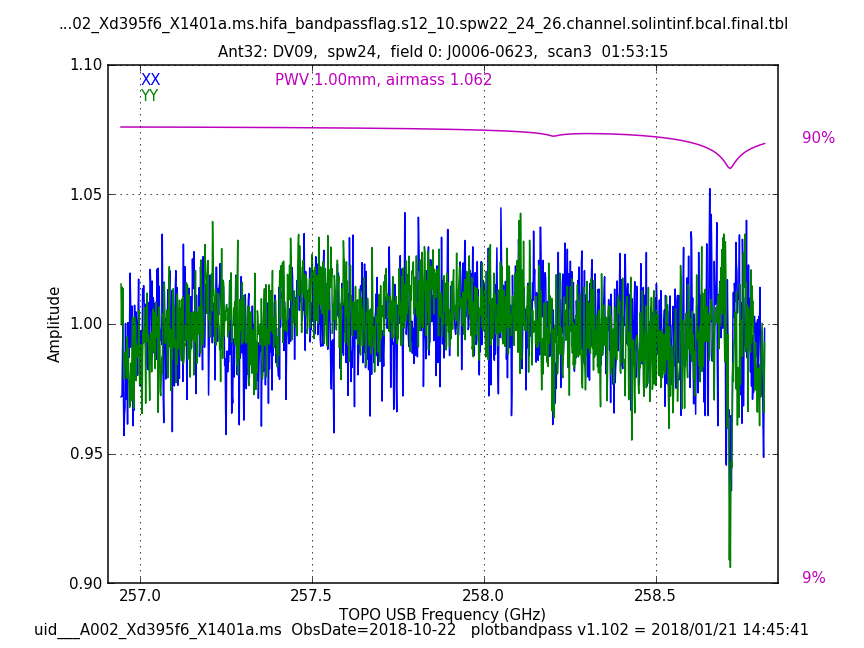 ...02_Xd395f6_X1401a.ms.hifa_bandpassflag.s12_10.spw22_24_26.channel.solintinf.bcal.final.tbl
Ant32: DV09,  spw24,  field 0: J0006-0623,  scan3  01:53:15
1.10
XX
PWV 1.00mm, airmass 1.062
YY
90%
1.05
Amplitude
1.00
0.95
9%
0.90
257.0 257.5 258.0 258.5
TOPO USB Frequency (GHz)
uid___A002_Xd395f6_X1401a.ms  ObsDate=2018-10-22   plotbandpass v1.102 = 2018/01/21 14:45:41